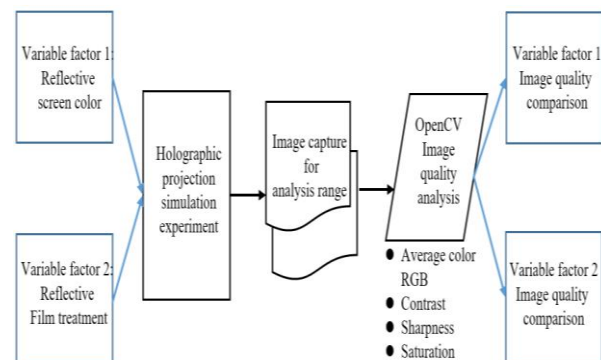 Variable factor 1:
Reflective
screen color
Variable factor 2:
Reflective
Film treatment
Holographic
projection
simulation
experiment
Image capture
for
analysis range
OpenCV
Image
quality
analysis
● Average color
RGB
● Contrast
● Sharpness
● Saturation
Variable factor 1
Image quality
comparison
Variable factor 2
Image quality
comparison